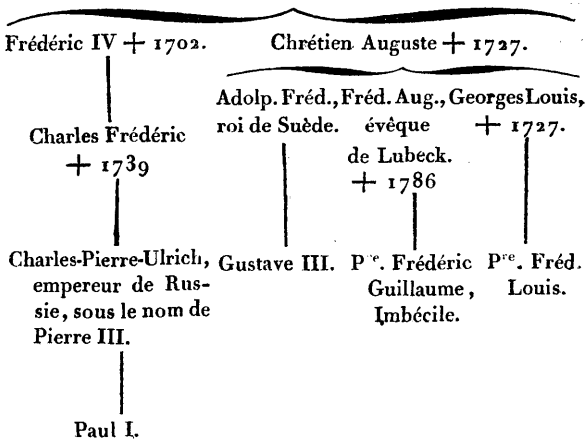 Frédéric IV + 1702.
Chrétien Auguste + 1727.
Adolp. Fréd., Fréd. Aug., Georges Louis,
roi de Suède. évêque + 1727.
de Lubeck.
+ 1786
Charles Frédéric
+ 1739
Charles-Pierre-Ulrich, Gustave III. Pʳᵉ. Frédéric Pʳᵉ. Fréd.
empereur de Rus- Guillaume, Louis.
sie, sous le nom de Imbécile.
Pierre III.
Paul I.